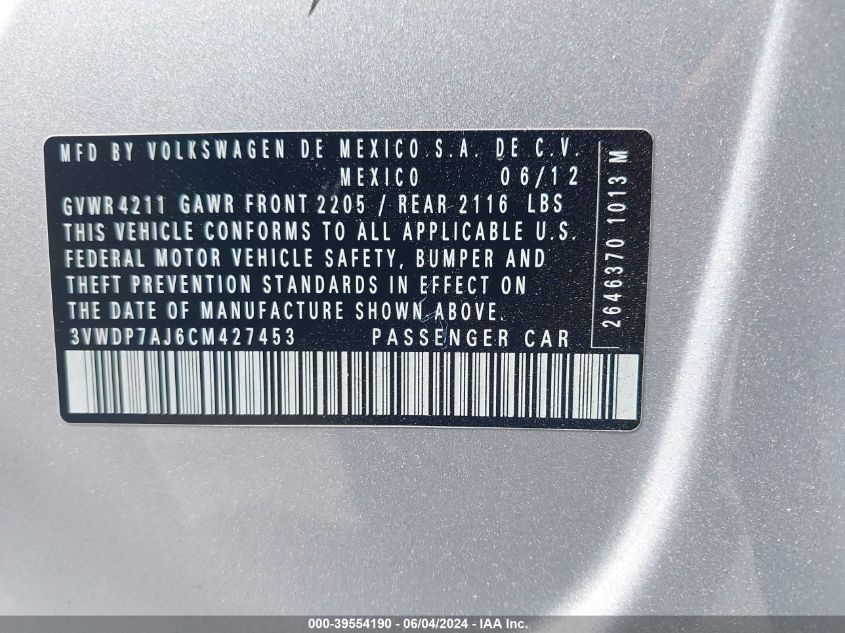 MFD BY VOLKSWAGEN DE MEXICO S.A. DE C.V.
MEXICO 06/12
GVWR 4211 GAWR FRONT 2205 / REAR 2116 LBS
THIS VEHICLE CONFORMS TO ALL APPLICABLE U.S.
FEDERAL MOTOR VEHICLE SAFETY, BUMPER AND
THEFT PREVENTION STANDARDS IN EFFECT ON
THE DATE OF MANUFACTURE SHOWN ABOVE.
3VWDP7AJ6CM427453 PASSENGER CAR
2646370 1013 M
000-39554190 - 06/04/2024 - IAA Inc.